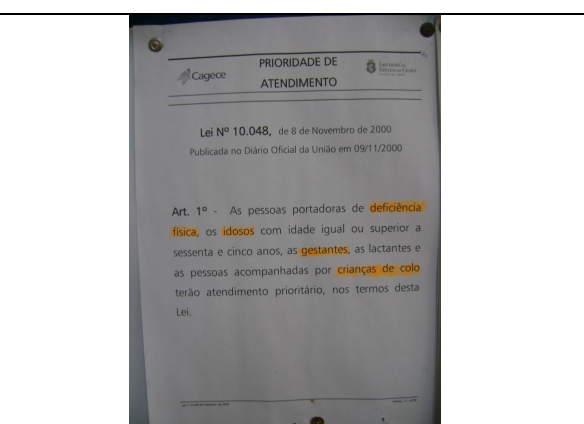 Cagece
PRIORIDADE DE
ATENDIMENTO
Lei Nº 10.048, de 8 de Novembro de 2000
Publicada no Diário Oficial da União em 09/11/2000
Art. 1º - As pessoas portadoras de deficiência
física, os idosos com idade igual ou superior a
sessenta e cinco anos, as gestantes, as lactantes e
as pessoas acompanhadas por crianças de colo
terão atendimento prioritário, nos termos desta
Lei.